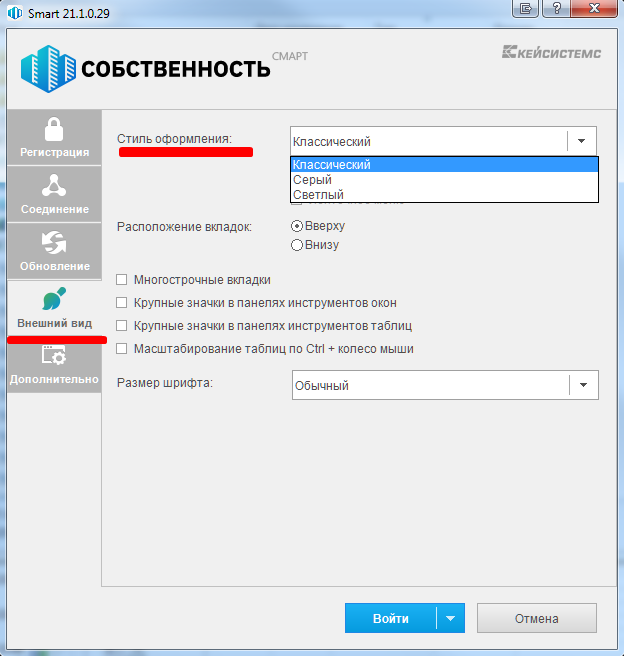 Smart 21.1.0.29
СОБСТВЕННОСТЬ СМАРТ
КЕЙСИСТЕМС
Регистрация
Соединение
Обновление
Внешний вид
Дополнительно
Стиль оформления:
Классический
Классический
Серый
Светлый
Расположение вкладок:
Вверху
Внизу
Многострочные вкладки
Крупные значки в панелях инструментов окон
Крупные значки в панелях инструментов таблиц
Масштабирование таблиц по Ctrl + колесо мыши
Размер шрифта:
Обычный
Войти
Отмена